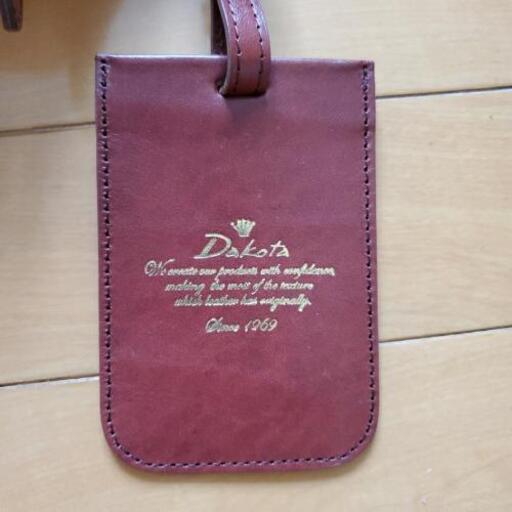 Dakota
We create our products with confidence,
making the most of the texture
which leather has originally.
Since 1969